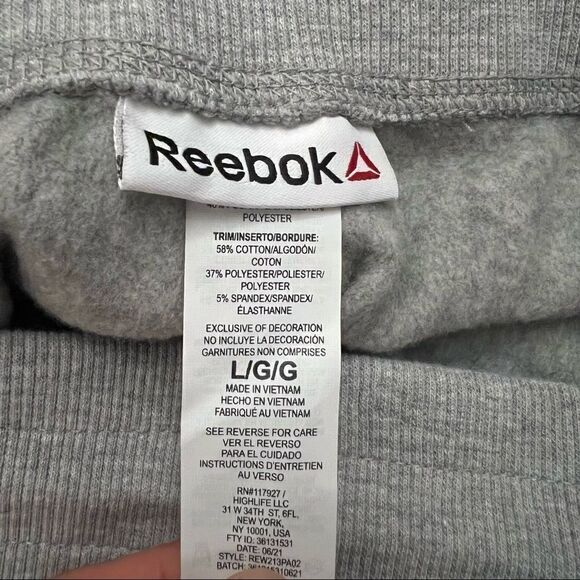 Reebok
POLYESTER
TRIM/INSERTO/BORDURE:
58% COTTON/ALGODÓN/
COTON
37% POLYESTER/POLIESTER/
POLYESTER
5% SPANDEX/SPANDEX/
ÉLASTHANNE
EXCLUSIVE OF DECORATION
NO INCLUYE LA DECORACIÓN
GARNITURES NON COMPRISES
L/G/G
MADE IN VIETNAM
HECHO EN VIETNAM
FABRIQUÉ AU VIETNAM
SEE REVERSE FOR CARE
VER EL REVERSO
PARA EL CUIDADO
INSTRUCTIONS D'ENTRETIEN
AU VERSO
RN#117927 /
HIGHLIFE LLC
31 W 34TH ST, 6FL,
NEW YORK,
NY 10001, USA
FTY ID: 36131531
DATE: 06/21
STYLE: REW213PA02
BATCH: